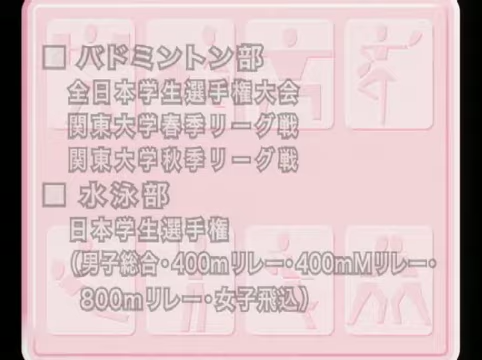 ■ バドミントン部
全日本学生選手権大会
関東大学春季リーグ戦
関東大学秋季リーグ戦
■ 水泳部
日本学生選手権
（男子総合・400mリレー・400mMリレー・
800mリレー・女子飛込）